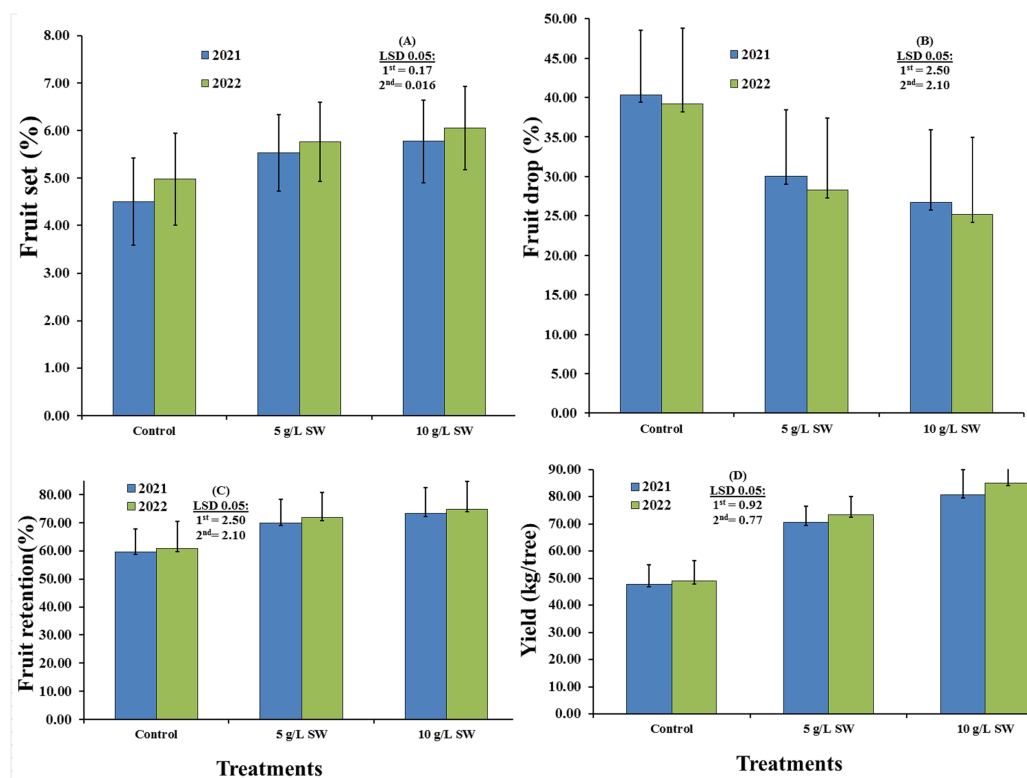 (A)
LSD 0.05:
1st = 0.17
2nd= 0.016
2021
2022
Fruit set (%)
8.00
7.00
6.00
5.00
4.00
3.00
2.00
1.00
0.00
Control
5 g/L SW
10 g/L SW
(B)
LSD 0.05:
1st = 2.50
2nd= 2.10
2021
2022
Fruit drop (%)
50.00
45.00
40.00
35.00
30.00
25.00
20.00
15.00
10.00
5.00
0.00
Control
5 g/L SW
10 g/L SW
(C)
LSD 0.05:
1st = 2.50
2nd= 2.10
2021
2022
Fruit retention(%)
80.00
70.00
60.00
50.00
40.00
30.00
20.00
10.00
0.00
Control
5 g/L SW
10 g/L SW
Treatments
(D)
LSD 0.05:
1st = 0.92
2nd= 0.77
2021
2022
Yield (kg/tree)
90.00
80.00
70.00
60.00
50.00
40.00
30.00
20.00
10.00
0.00
Control
5 g/L SW
10 g/L SW
Treatments